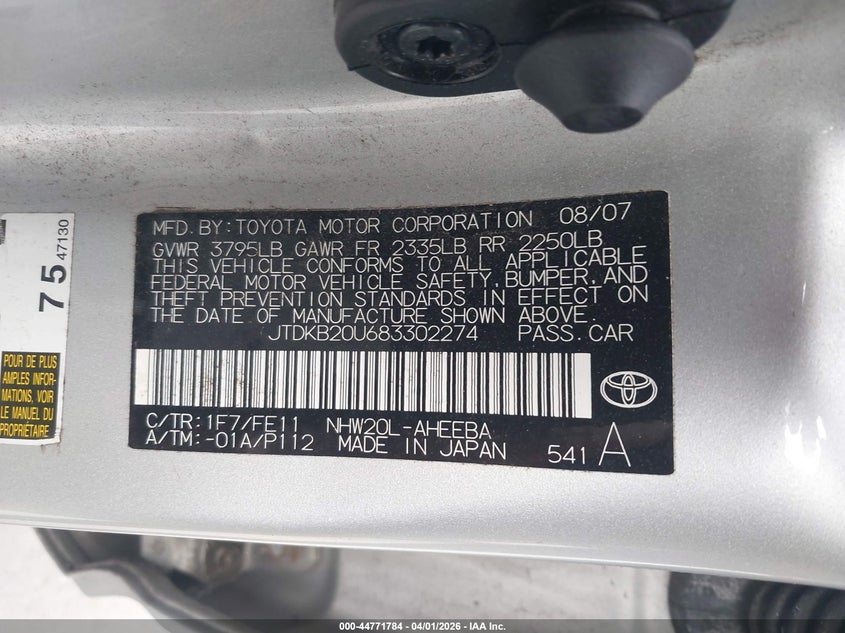 MFD. BY: TOYOTA MOTOR CORPORATION 08/07
GVWR 3795LB GAWR FR 2335LB RR 2250LB
THIS VEHICLE CONFORMS TO ALL APPLICABLE
FEDERAL MOTOR VEHICLE SAFETY, BUMPER, AND
THEFT PREVENTION STANDARDS IN EFFECT ON
THE DATE OF MANUFACTURE SHOWN ABOVE.
JTDKB20U683302274 PASS. CAR
C/TR: 1F7/FE11 NHW20L-AHEEBA
A/TM: -01A/P112 MADE IN JAPAN 541 A
75 47130
POUR DE PLUS
AMPLES INFOR-
MATIONS, VOIR
LE MANUEL DU
PROPRIÉTAIRE
000-44771784 - 04/01/2026 - IAA Inc.